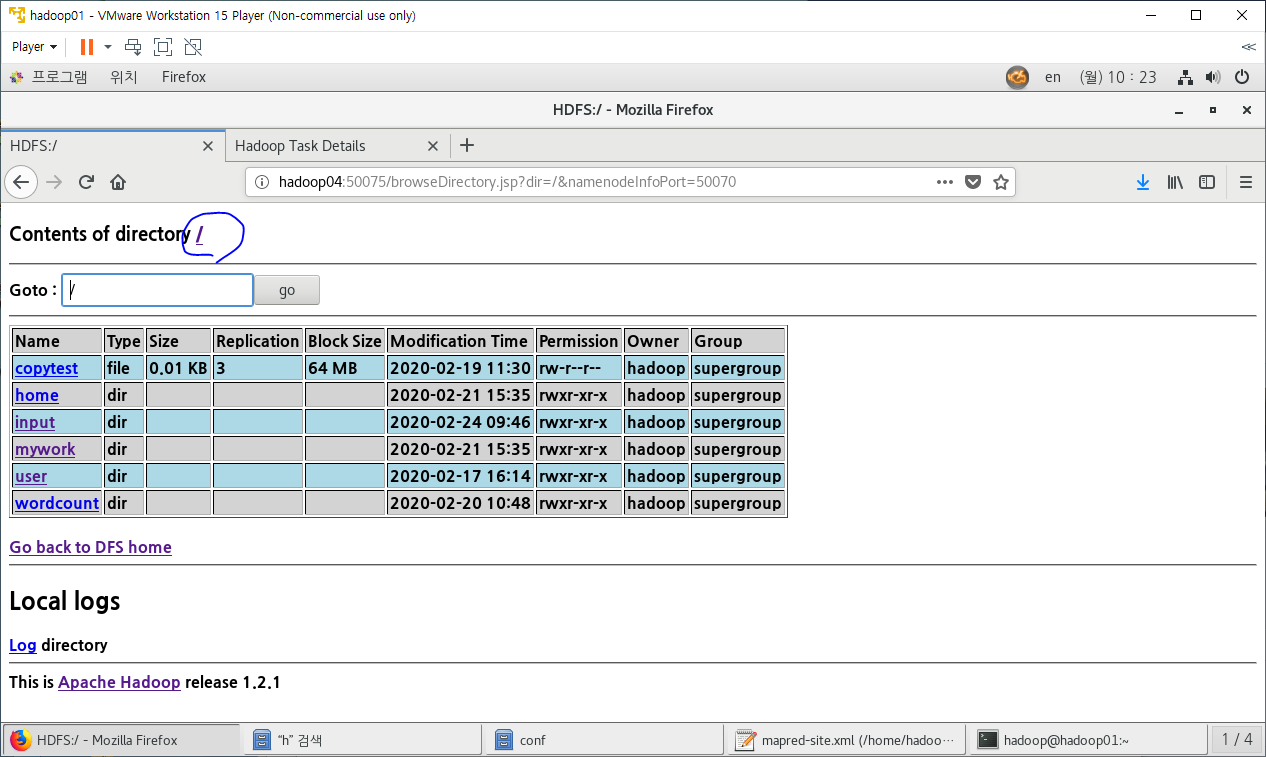 hadoop01 - VMware Workstation 15 Player (Non-commercial use only)
Player
프로그램 위치 Firefox en (월) 10 : 23
HDFS:/ - Mozilla Firefox
HDFS:/ Hadoop Task Details
hadoop04:50075/browseDirectory.jsp?dir=/&namenodeInfoPort=50070
Contents of directory /
Goto : / go
Name Type Size Replication Block Size Modification Time Permission Owner Group
copytest file 0.01 KB 3 64 MB 2020-02-19 11:30 rw-r--r-- hadoop supergroup
home dir 2020-02-21 15:35 rwxr-xr-x hadoop supergroup
input dir 2020-02-24 09:46 rwxr-xr-x hadoop supergroup
mywork dir 2020-02-21 15:35 rwxr-xr-x hadoop supergroup
user dir 2020-02-17 16:14 rwxr-xr-x hadoop supergroup
wordcount dir 2020-02-20 10:48 rwxr-xr-x hadoop supergroup
Go back to DFS home
Local logs
Log directory
This is Apache Hadoop release 1.2.1
HDFS:/ - Mozilla Firefox "h" 검색 conf mapred-site.xml (/home/hadoo··· hadoop@hadoop01:~ 1 / 4